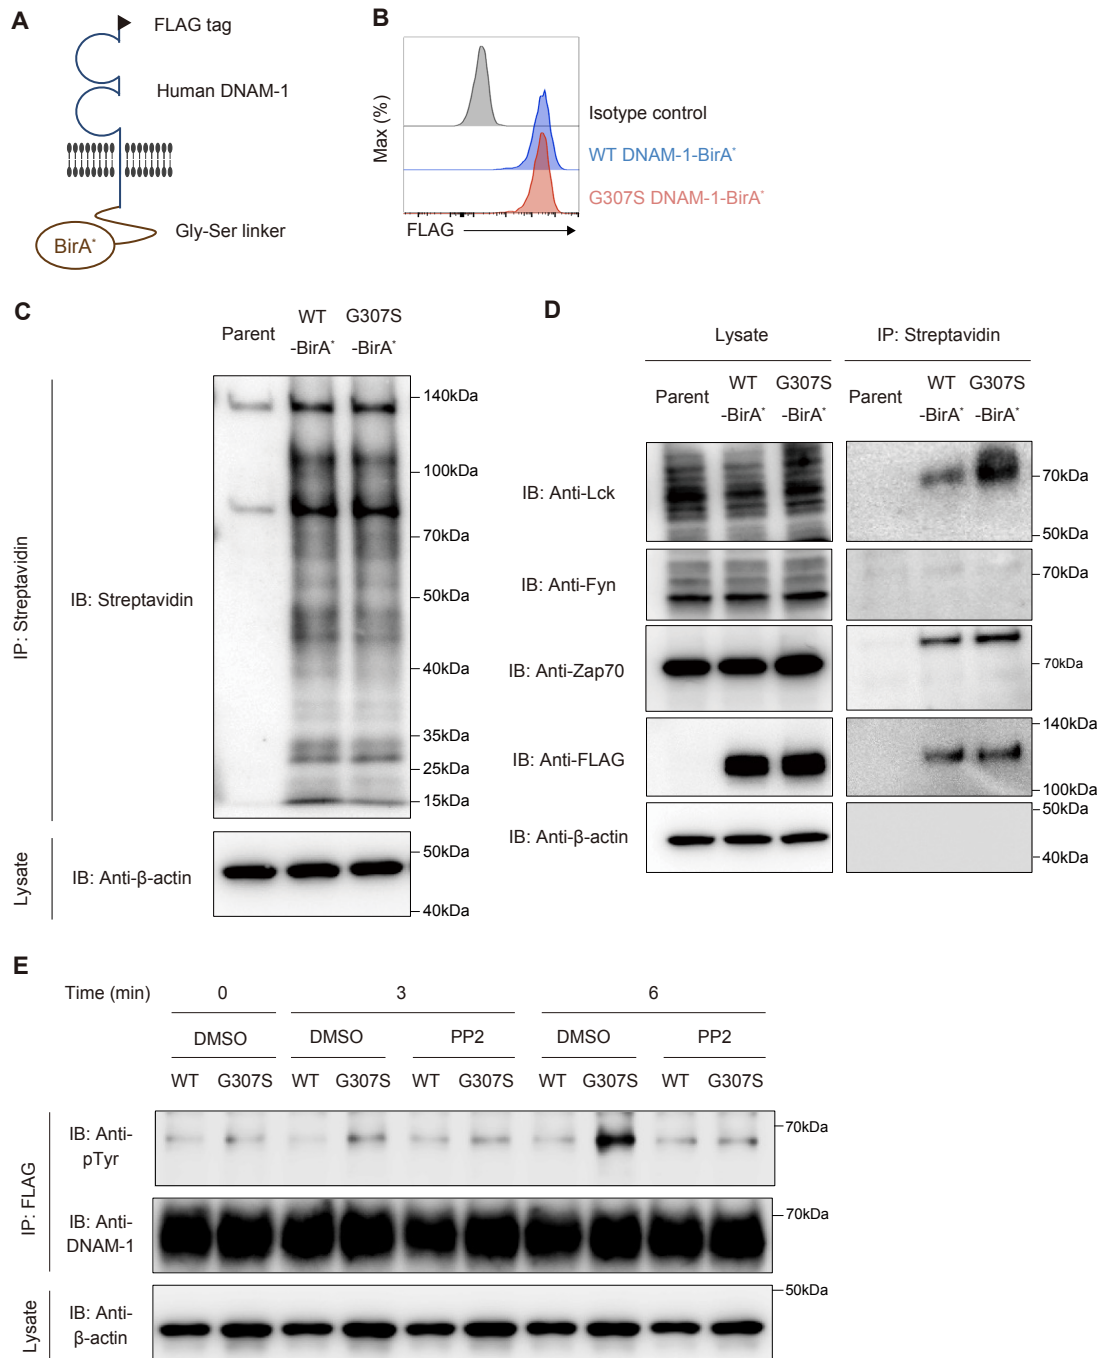 A
FLAG tag
Human DNAM-1
Gly-Ser linker
BirA*
B
Max (%)
Isotype control
WT DNAM-1-BirA*
G307S DNAM-1-BirA*
FLAG
C
Parent
WT
-BirA*
G307S
-BirA*
IP: Streptavidin
IB: Streptavidin
140kDa
100kDa
70kDa
50kDa
40kDa
35kDa
25kDa
15kDa
Lysate
IB: Anti-β-actin
50kDa
40kDa
D
Lysate
IP: Streptavidin
Parent
WT
-BirA*
G307S
-BirA*
Parent
WT
-BirA*
G307S
-BirA*
IB: Anti-Lck
70kDa
50kDa
IB: Anti-Fyn
70kDa
IB: Anti-Zap70
70kDa
IB: Anti-FLAG
140kDa
100kDa
IB: Anti-β-actin
50kDa
40kDa
E
Time (min) 0 3 6
DMSO DMSO PP2 DMSO PP2
WT G307S WT G307S WT G307S WT G307S WT G307S
IP: FLAG
IB: Anti-
pTyr
70kDa
IB: Anti-
DNAM-1
70kDa
Lysate
IB: Anti-
β-actin
50kDa